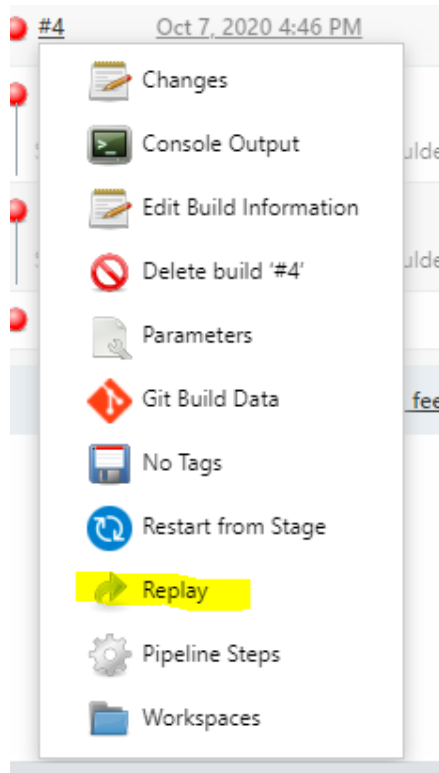 #4 Oct 7, 2020 4:46 PM
Changes
Console Output
Edit Build Information
Delete build '#4'
Parameters
Git Build Data
No Tags
Restart from Stage
Replay
Pipeline Steps
Workspaces